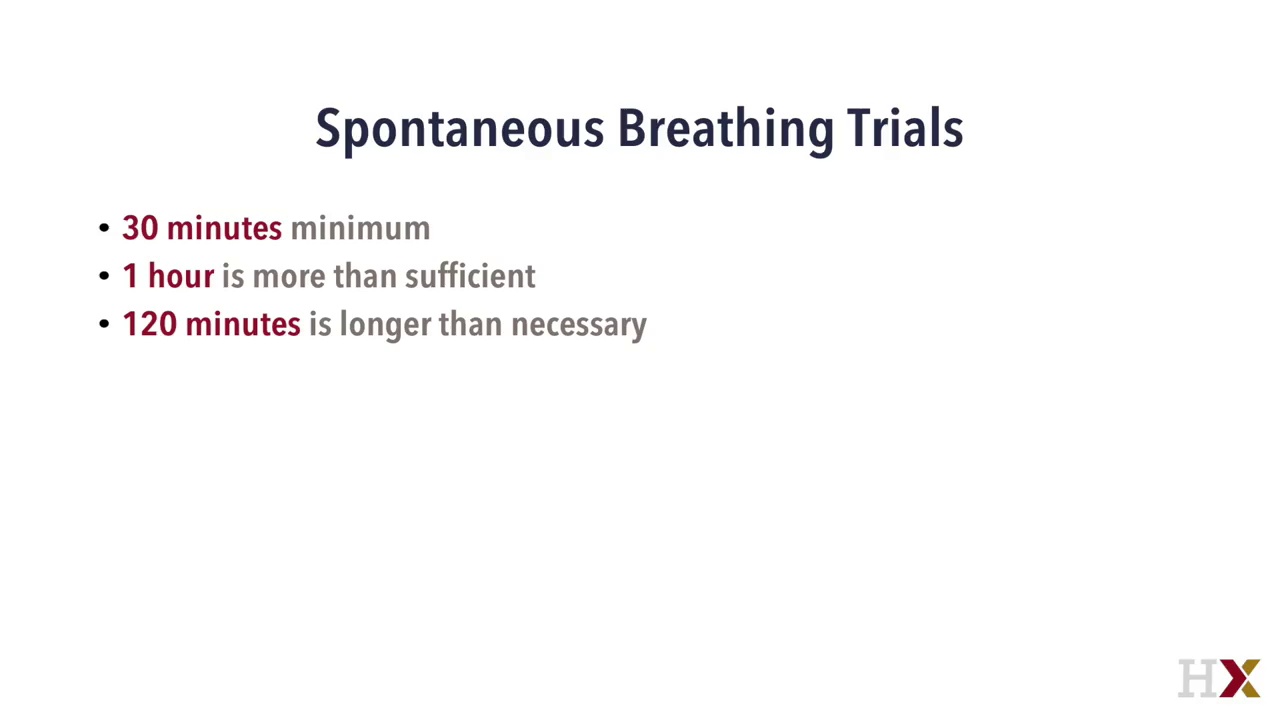 Spontaneous Breathing Trials
• 30 minutes minimum
• 1 hour is more than sufficient
• 120 minutes is longer than necessary
HX